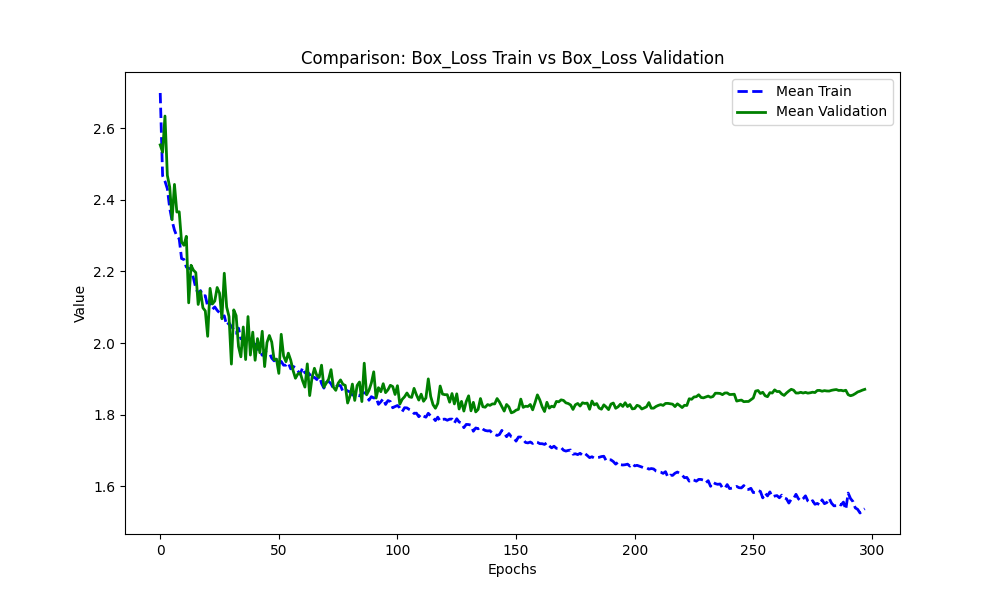 Comparison: Box_Loss Train vs Box_Loss Validation
Mean Train
Mean Validation
Value
2.6
2.4
2.2
2.0
1.8
1.6
0 50 100 150 200 250 300
Epochs